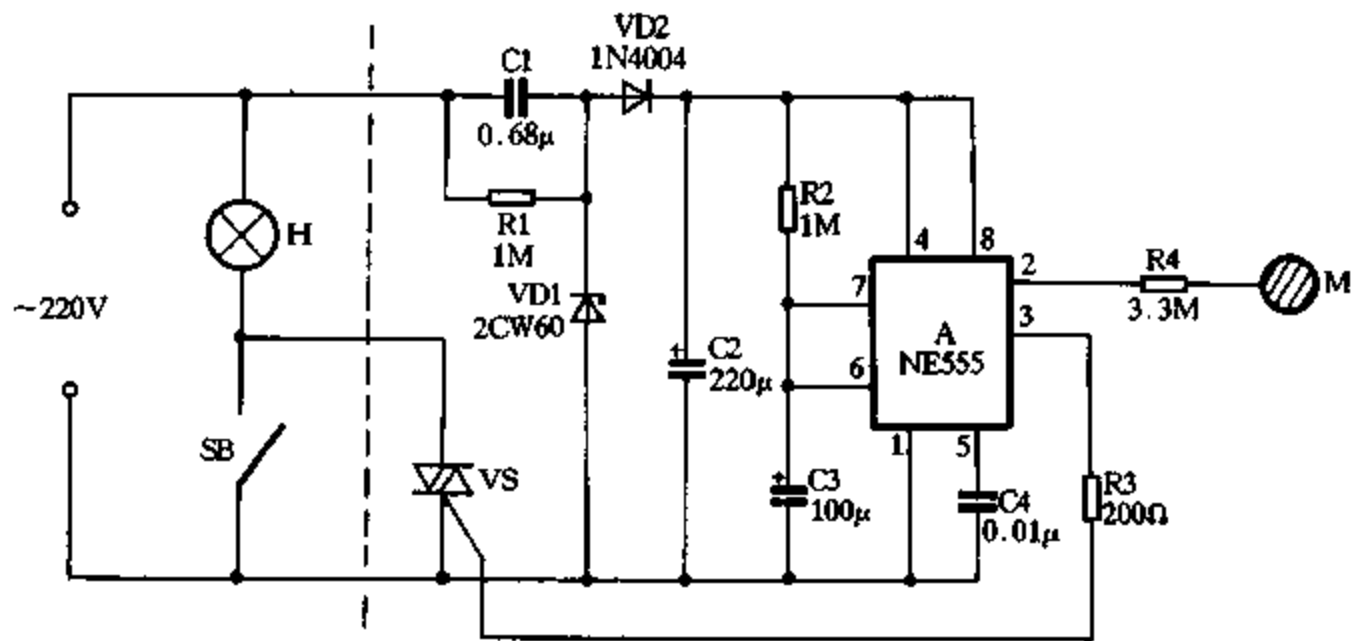 VD2
1N4004
C1
0.68μ
R1
1M
H
~220V
VD1
2CW60
R2
1M
4
8
2
R4
3.3M
M
7
3
A
NE555
6
C2
220μ
1
5
SB
VS
C3
100μ
C4
0.01μ
R3
200Ω